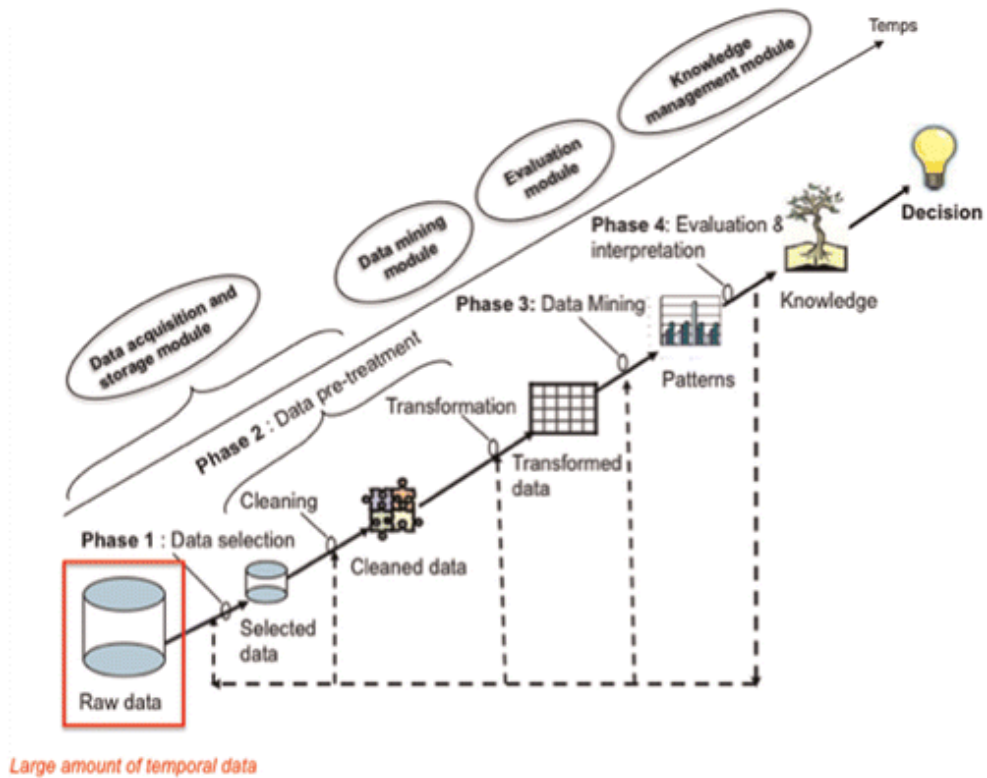 Temps
Knowledge
management module
Evaluation
module
Data mining
module
Data acquisition and
storage module
Decision
Phase 4: Evaluation &
interpretation
Knowledge
Phase 3: Data Mining
Patterns
Phase 2 : Data pre-treatment
Transformation
Transformed
data
Cleaning
Cleaned data
Phase 1 : Data selection
Selected
data
Raw data
Large amount of temporal data